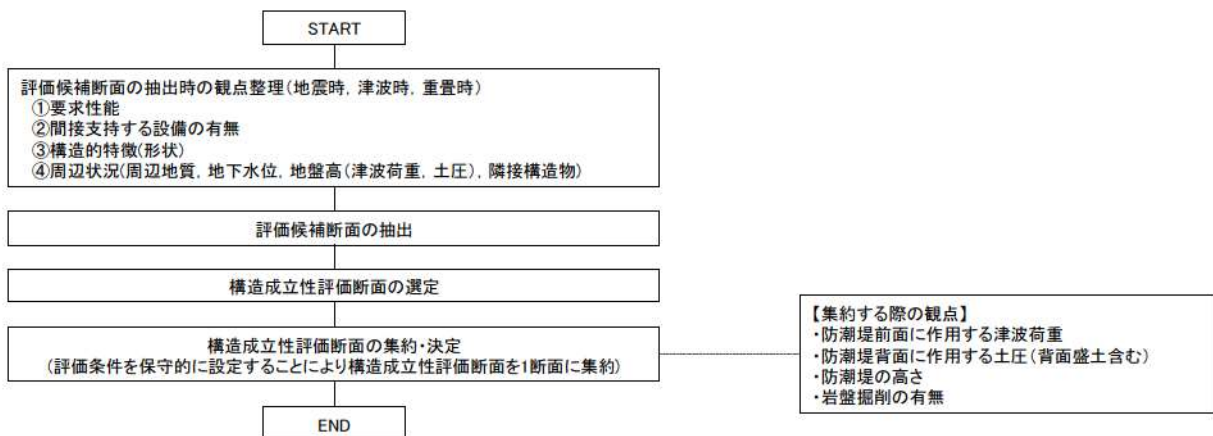 START
評価候補断面の抽出時の観点整理(地震時，津波時，重畳時)
①要求性能
②間接支持する設備の有無
③構造的特徴(形状)
④周辺状況(周辺地質，地下水位，地盤高(津波荷重，土圧)，隣接構造物)
評価候補断面の抽出
構造成立性評価断面の選定
構造成立性評価断面の集約・決定
(評価条件を保守的に設定することにより構造成立性評価断面を1断面に集約)
【集約する際の観点】
・防潮堤前面に作用する津波荷重
・防潮堤背面に作用する土圧(背面盛土含む)
・防潮堤の高さ
・岩盤掘削の有無
END